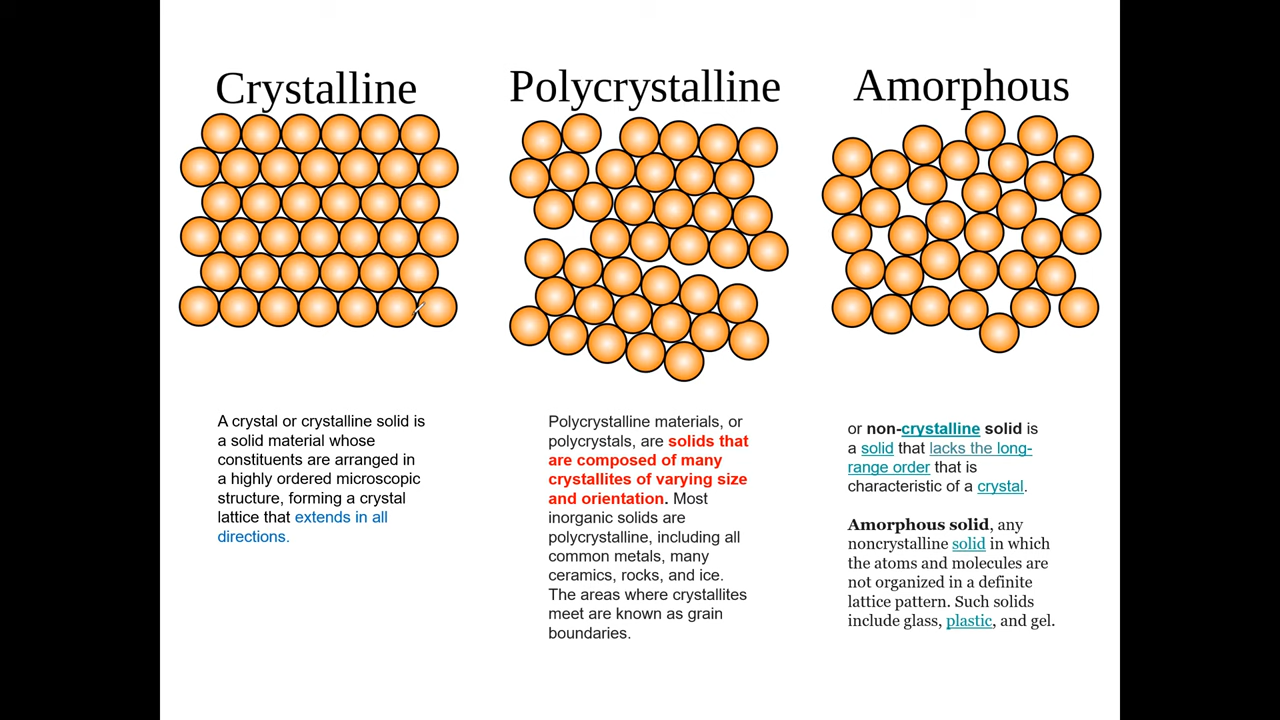 Crystalline
Polycrystalline
Amorphous
A crystal or crystalline solid is
a solid material whose
constituents are arranged in
a highly ordered microscopic
structure, forming a crystal
lattice that extends in all
directions.
Polycrystalline materials, or
polycrystals, are solids that
are composed of many
crystallites of varying size
and orientation. Most
inorganic solids are
polycrystalline, including all
common metals, many
ceramics, rocks, and ice.
The areas where crystallites
meet are known as grain
boundaries.
or non-crystalline solid is
a solid that lacks the long-
range order that is
characteristic of a crystal.
Amorphous solid, any
noncrystalline solid in which
the atoms and molecules are
not organized in a definite
lattice pattern. Such solids
include glass, plastic, and gel.